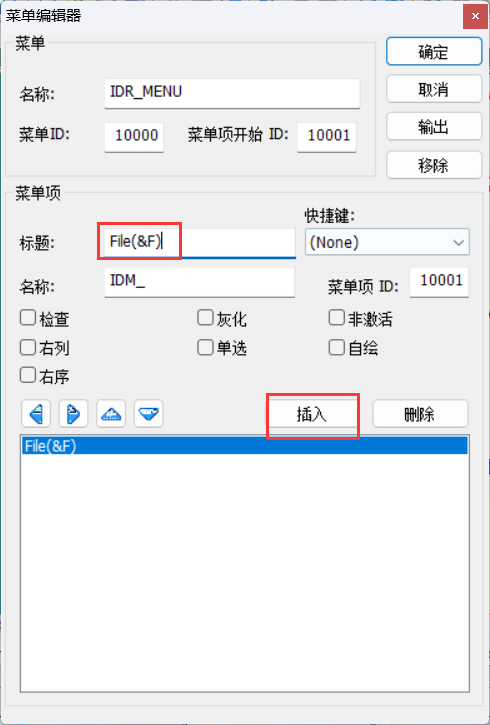 菜单编辑器
菜单
确定
名称: IDR_MENU
取消
菜单ID: 10000 菜单项开始 ID: 10001
输出
移除
菜单项
快捷键:
标题: File(&F) (None)
名称: IDM_ 菜单项 ID: 10001
检查 灰化 非激活
右列 单选 自绘
右序
插入 删除
File(&F)